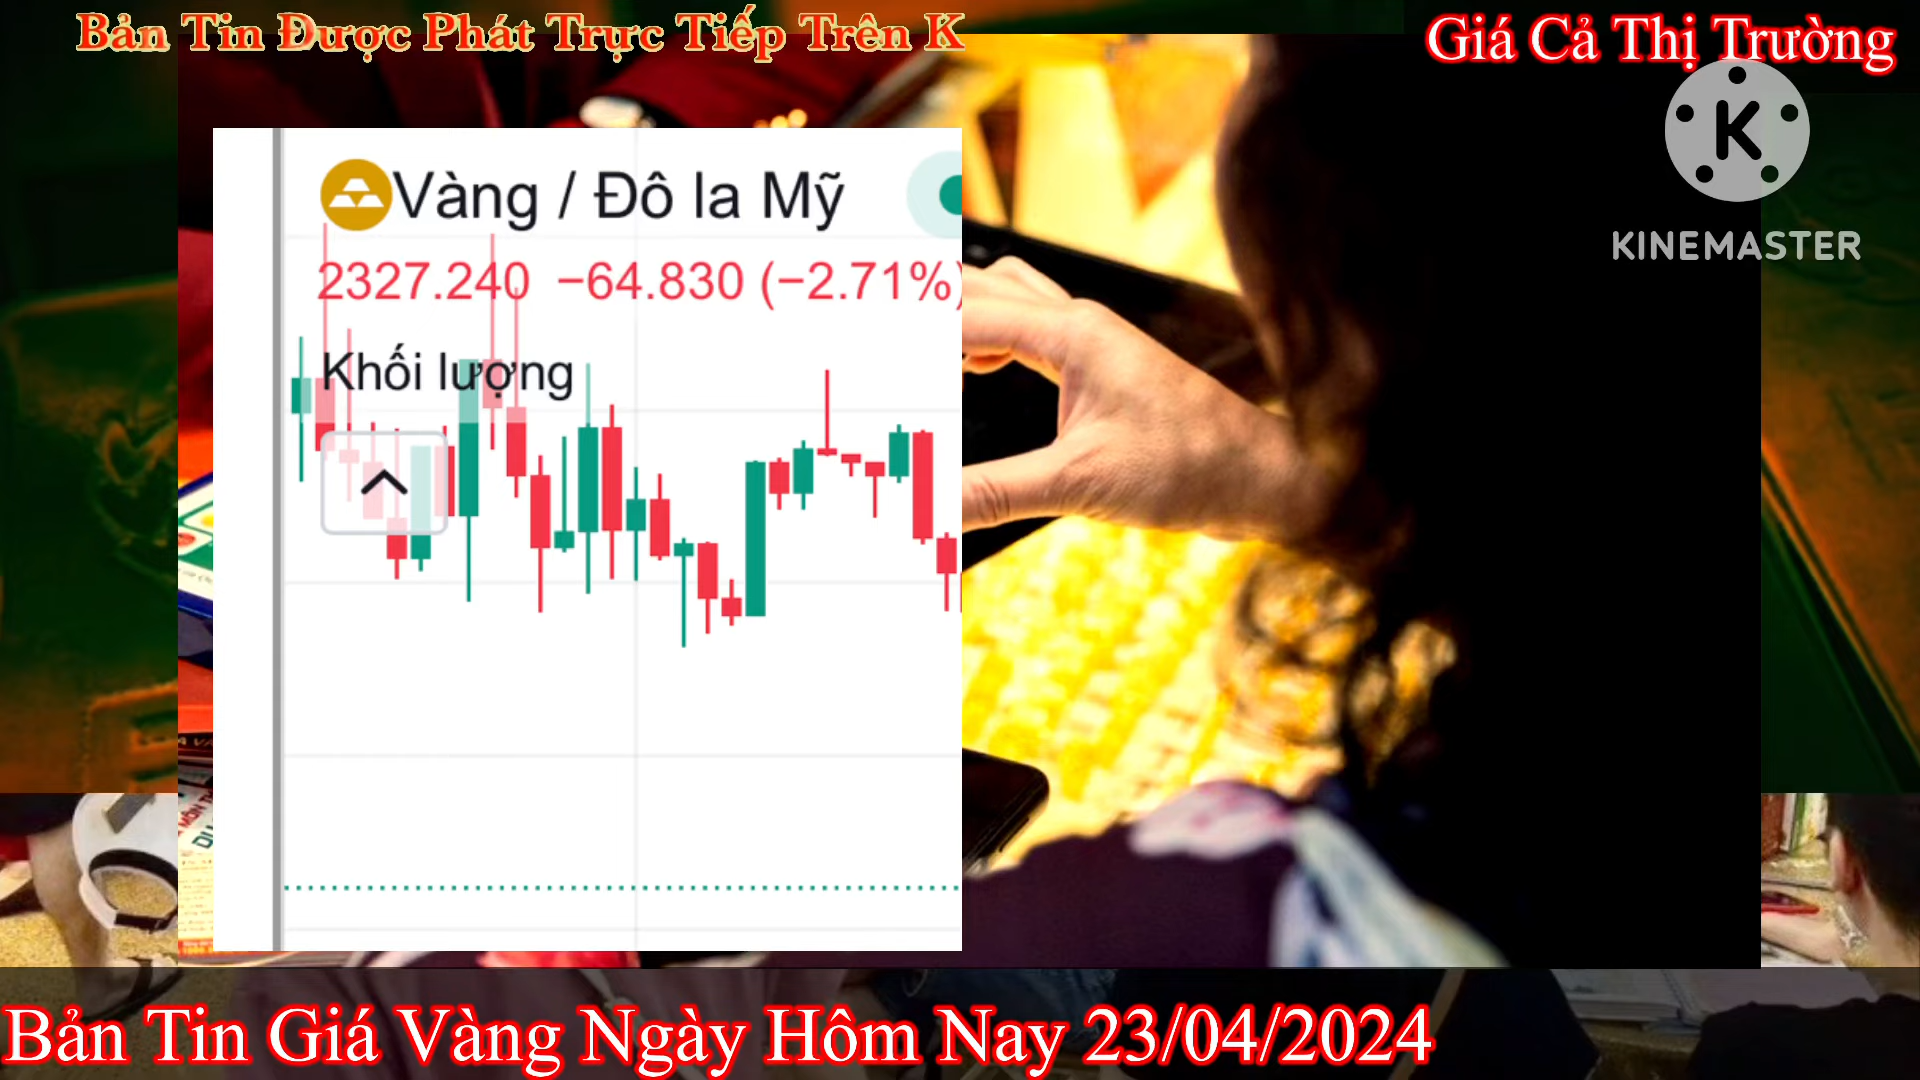 Bản Tin Được Phát Trực Tiếp Trên K
Giá Cả Thị Trường
K
KINEMASTER
Vàng / Đô la Mỹ
2327.240 −64.830 (−2.71%)
Khối lượng
Bản Tin Giá Vàng Ngày Hôm Nay 23/04/2024